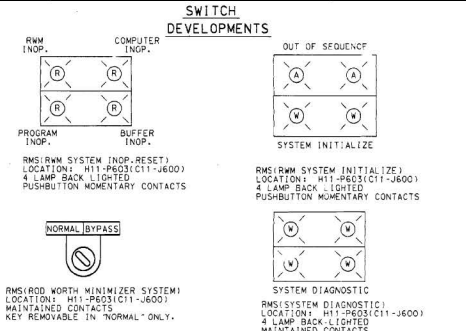 SWITCH
DEVELOPMENTS
RWM
INOP.
COMPUTER
INOP.
R R
R R
PROGRAM
INOP.
BUFFER
INOP.
RMS(RWM SYSTEM INOP.RESET)
LOCATION: H11-P603(C11-J600)
4 LAMP BACK LIGHTED
PUSHBUTTON MOMENTARY CONTACTS
OUT OF SEQUENCE
A A
W W
SYSTEM INITIALIZE
RMS(RWM SYSTEM INITIALIZE)
LOCATION: H11-P603(C11-J600)
4 LAMP BACK LIGHTED
PUSHBUTTON MOMENTARY CONTACTS
NORMAL BYPASS
RMS(ROD WORTH MINIMIZER SYSTEM)
LOCATION: H11-P603(C11-J600)
MAINTAINED CONTACTS
KEY REMOVABLE IN "NORMAL" ONLY.
W W
W W
SYSTEM DIAGNOSTIC
RMS(SYSTEM DIAGNOSTIC)
LOCATION: H11-P603(C11-J600)
4 LAMP BACK-LIGHTED
MAINTAINED CONTACTS